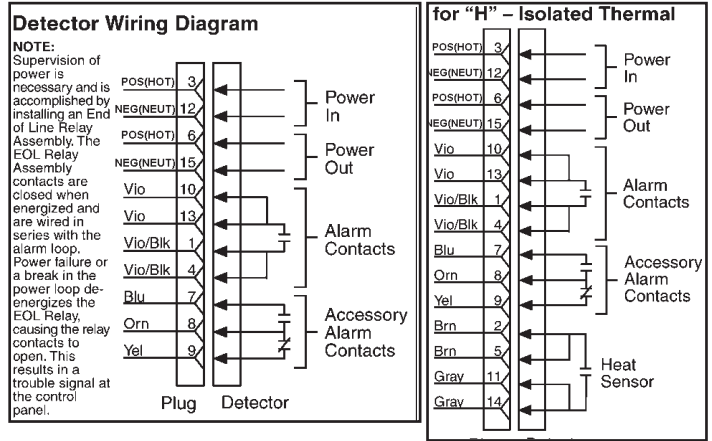 Detector Wiring Diagram
NOTE:
Supervision of
power is
necessary and is
accomplished by
installing an End
of Line Relay
Assembly. The
EOL Relay
Assembly
contacts are
closed when
energized and
are wired in
series with the
alarm loop.
Power failure or
a break in the
power loop de-
energizes the
EOL Relay,
causing the relay
contacts to
open. This
results in a
trouble signal at
the control
panel.
POS(HOT) 3
NEG(NEUT) 12
Power
In
POS(HOT) 6
NEG(NEUT) 15
Power
Out
Vio 10
Vio 13
Vio/Blk 1
Vio/Blk 4
Alarm
Contacts
Blu 7
Orn 8
Yel 9
Accessory
Alarm
Contacts
Plug Detector
for “H” – Isolated Thermal
POS(HOT) 3
NEG(NEUT) 12
Power
In
POS(HOT) 6
NEG(NEUT) 15
Power
Out
Vio 10
Vio 13
Vio/Blk 1
Vio/Blk 4
Alarm
Contacts
Blu 7
Orn 8
Yel 9
Accessory
Alarm
Contacts
Brn 2
Brn 5
Gray 11
Gray 14
Heat
Sensor